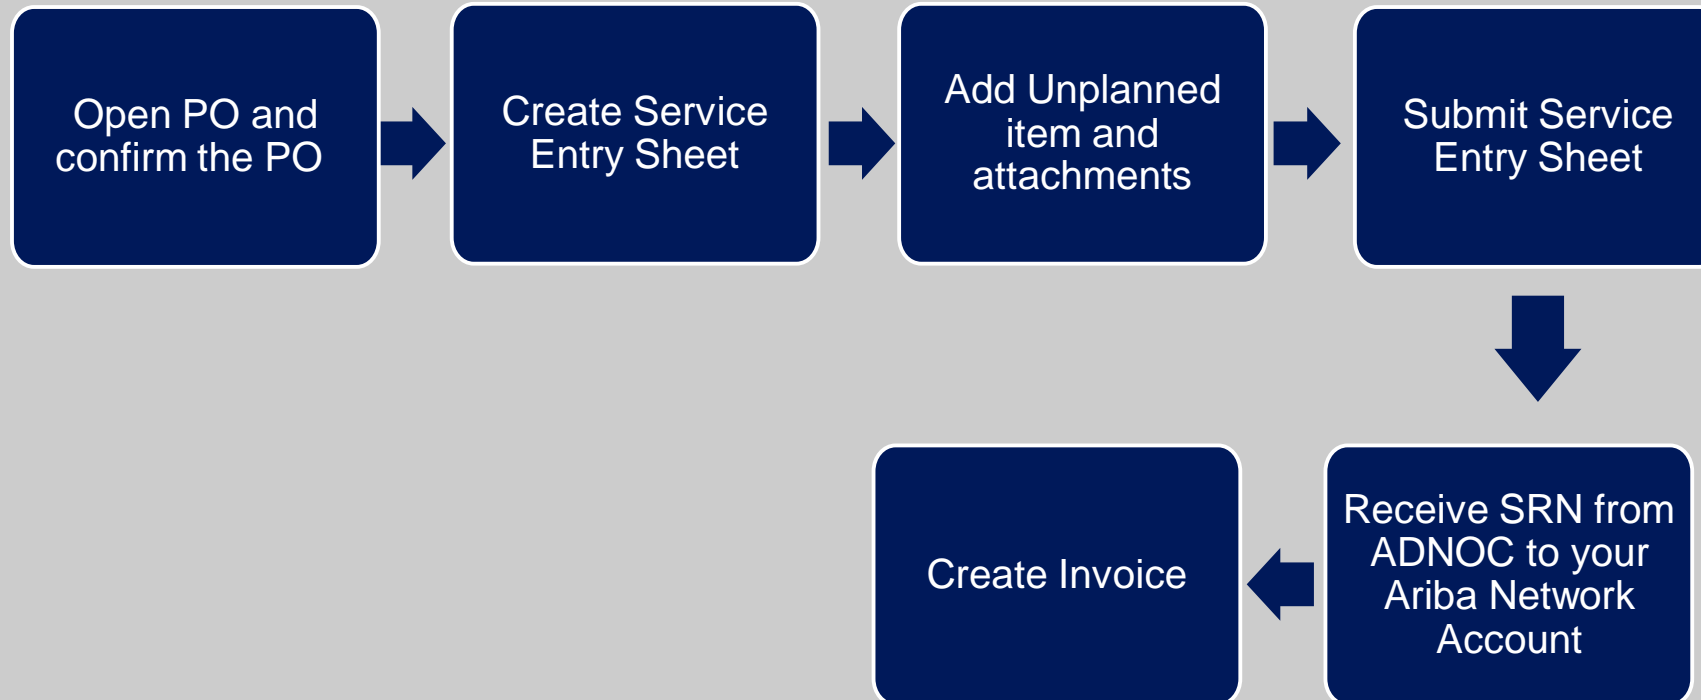 Open PO and
confirm the PO
Create Service
Entry Sheet
Add Unplanned
item and
attachments
Submit Service
Entry Sheet
Receive SRN from
ADNOC to your
Ariba Network
Account
Create Invoice